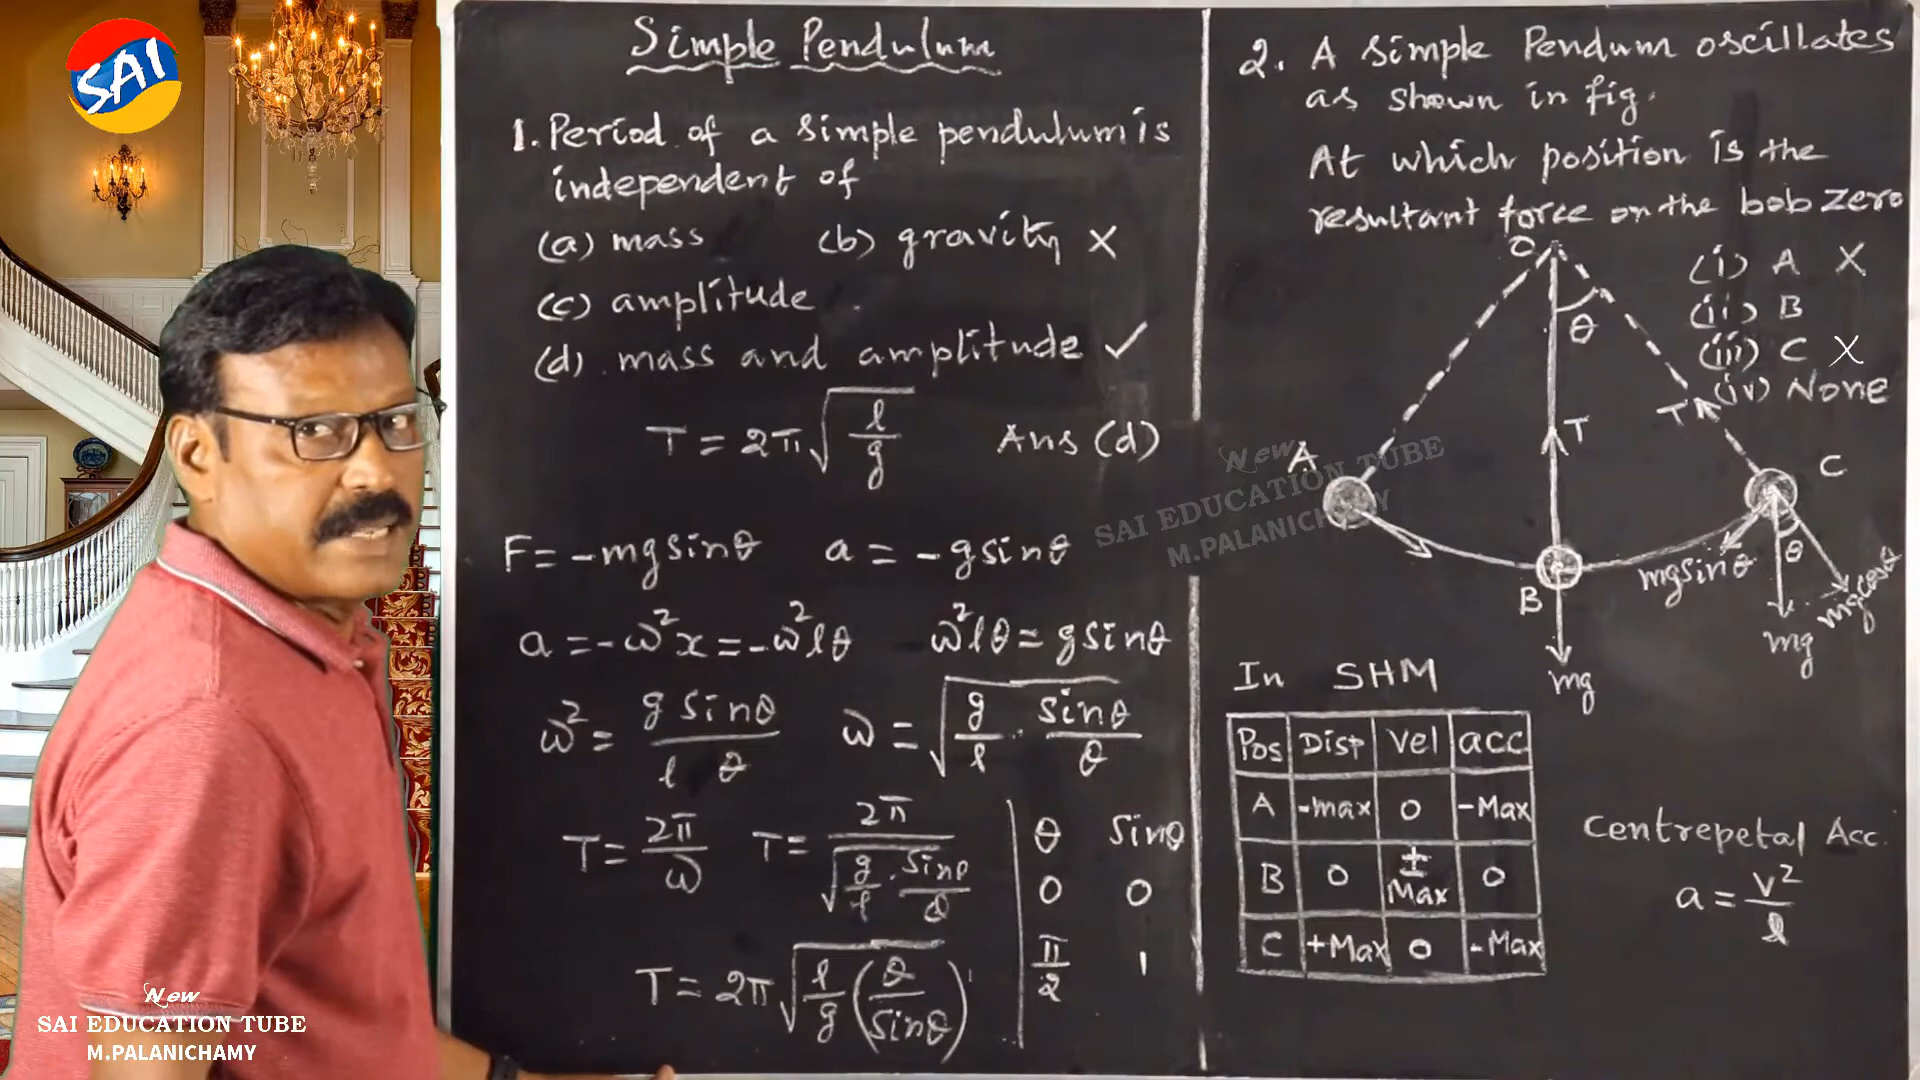 SAI
Simple Pendulum
1. Period of a simple pendulum is
independent of
(a) mass (b) gravity X
(c) amplitude
(d) mass and amplitude ✓
T = 2π√(l/g) Ans (d)
F = -mg sinθ a = -g sinθ
a = -ω²x = -ω²lθ ω²lθ = g sinθ
ω² = g sinθ / l θ ω = √(g/l · sinθ/θ)
T = 2π/ω T = 2π / √(g/l · sinθ/θ)
T = 2π√(l/g (θ/sinθ))
θ sinθ
0 0
π/2 1
2. A simple Pendum oscillates
as shown in fig.
At which position is the
resultant force on the bob zero
(i) A X
(ii) B
(iii) C X
(iv) None
O
θ
T
T
A
C
B
mg
mg sinθ
θ
mg
mg cosθ
In SHM
Pos Disp Vel acc
A -max 0 -Max
B 0 ± Max 0
C +Max 0 -Max
Centrepetal Acc.
a = v²/l
New
SAI EDUCATION TUBE
M.PALANICHAMY
New
SAI EDUCATION TUBE
M.PALANICHAMY